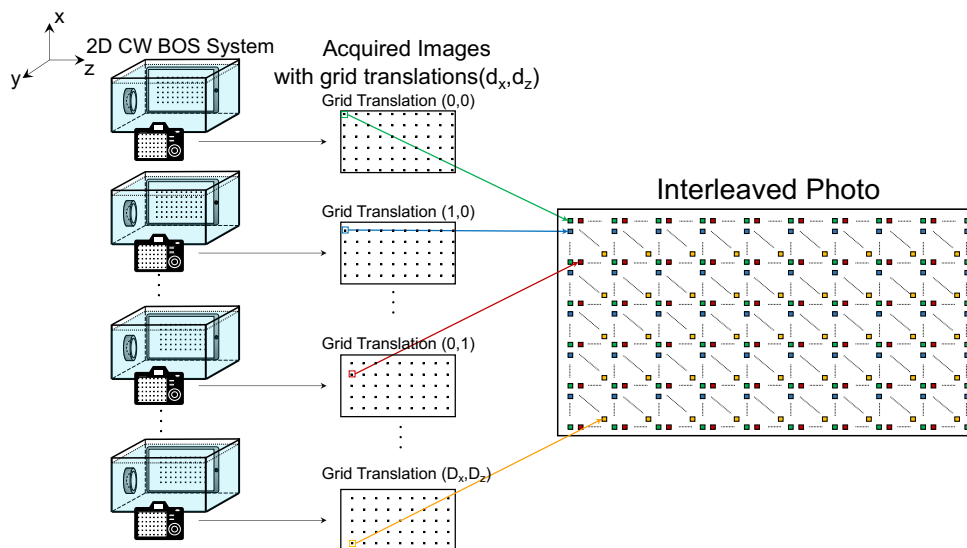 x
y
z
2D CW BOS System
Acquired Images
with grid translations(dx,dz)
Grid Translation (0,0)
Grid Translation (1,0)
Grid Translation (0,1)
Grid Translation (Dx,Dz)
Interleaved Photo